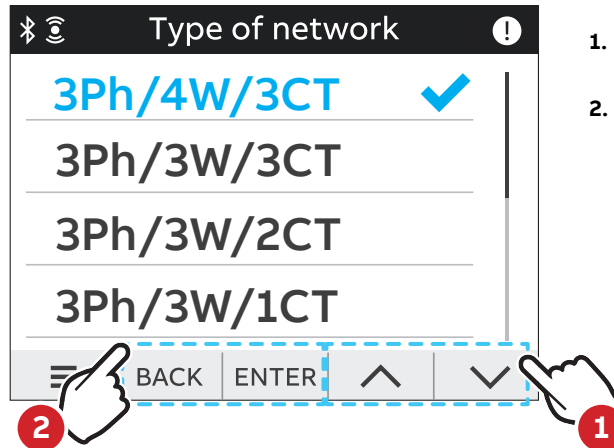 Type of network
1.
3Ph/4W/3CT
2.
3Ph/3W/3CT
3Ph/3W/2CT
3Ph/3W/1CT
BACK ENTER
2 1